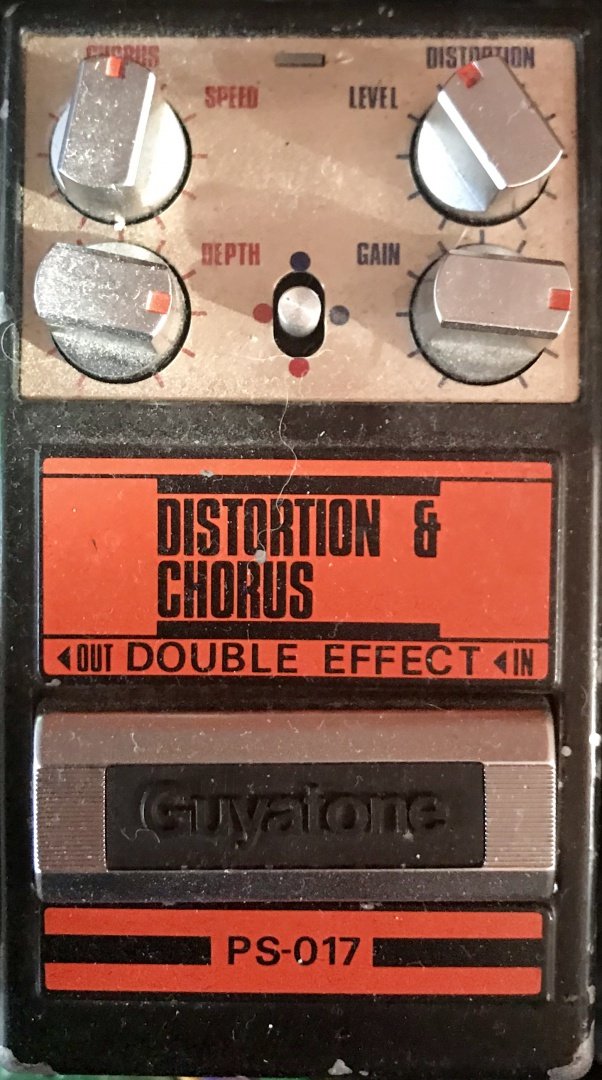 CHORUS DISTORTION
SPEED LEVEL
DEPTH GAIN
DISTORTION &
CHORUS
OUT DOUBLE EFFECT IN
Guyatone
PS-017